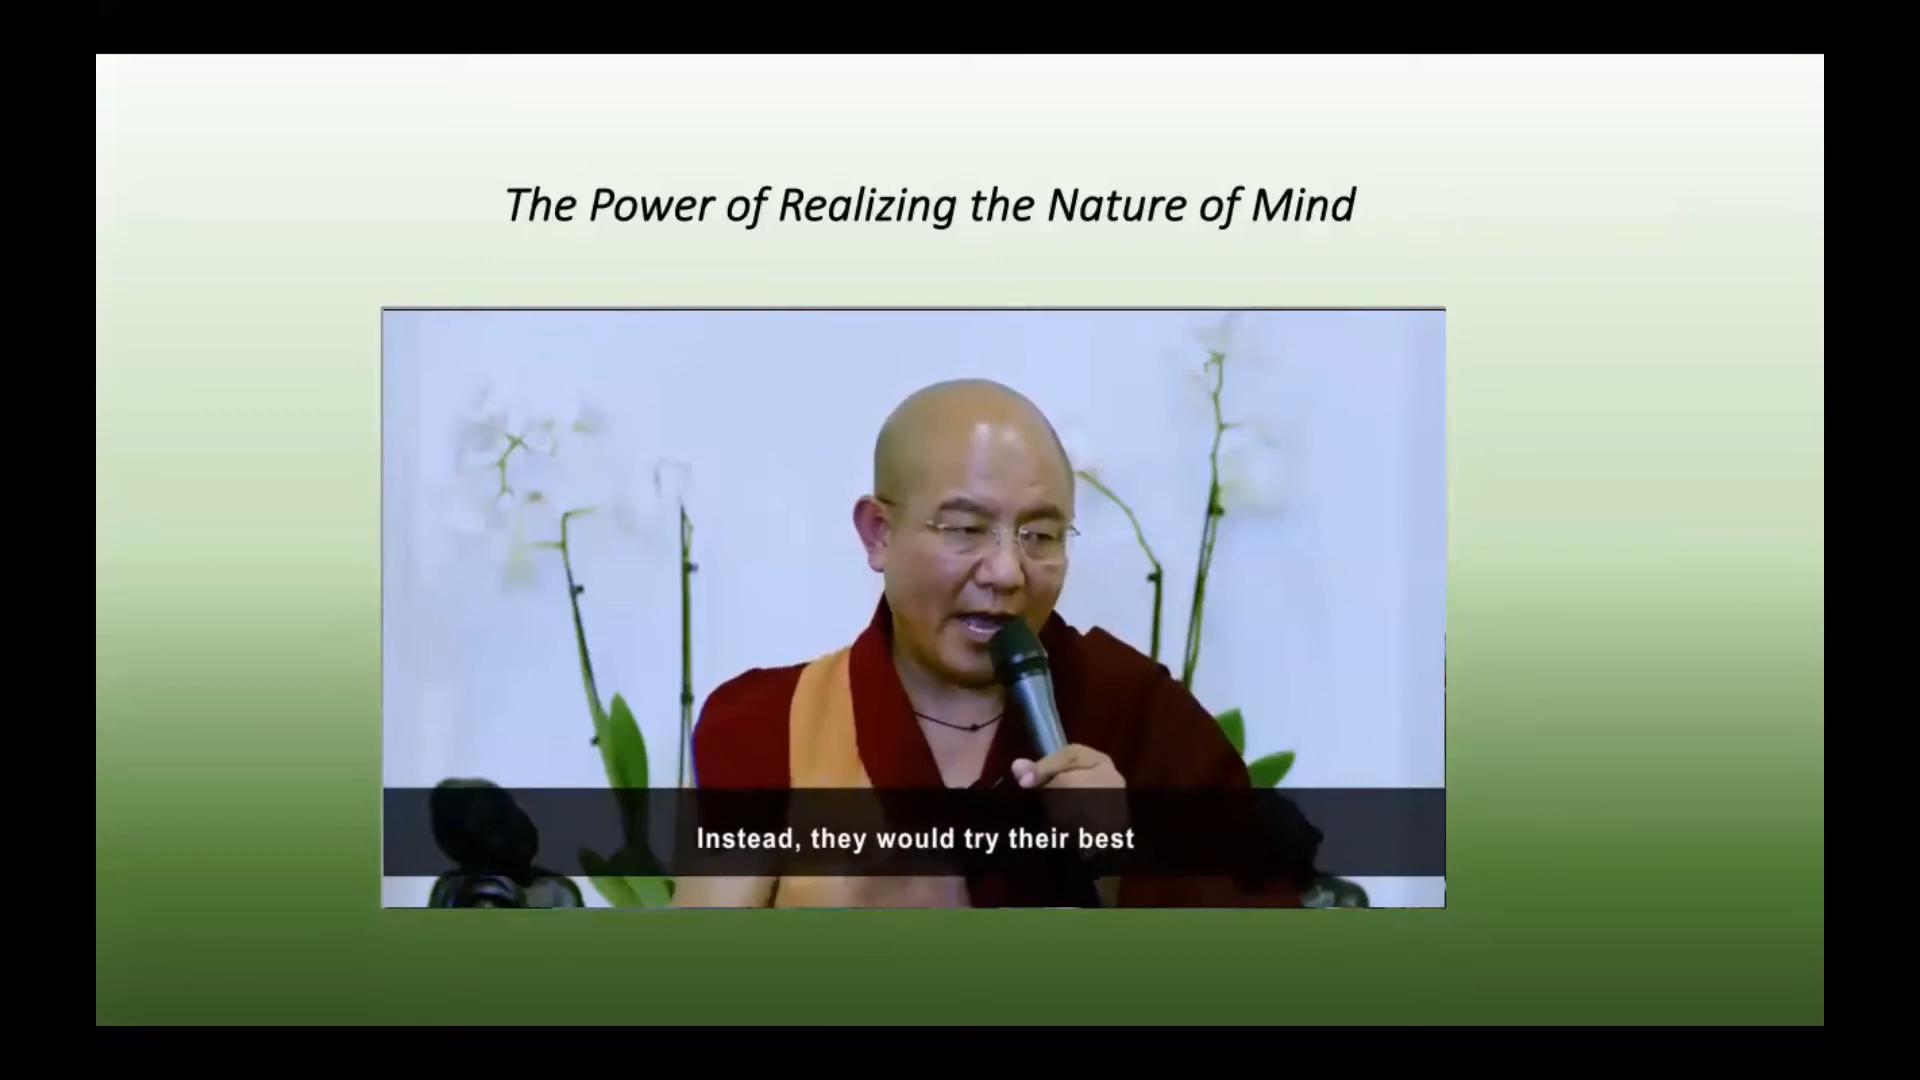 The Power of Realizing the Nature of Mind
Instead, they would try their best